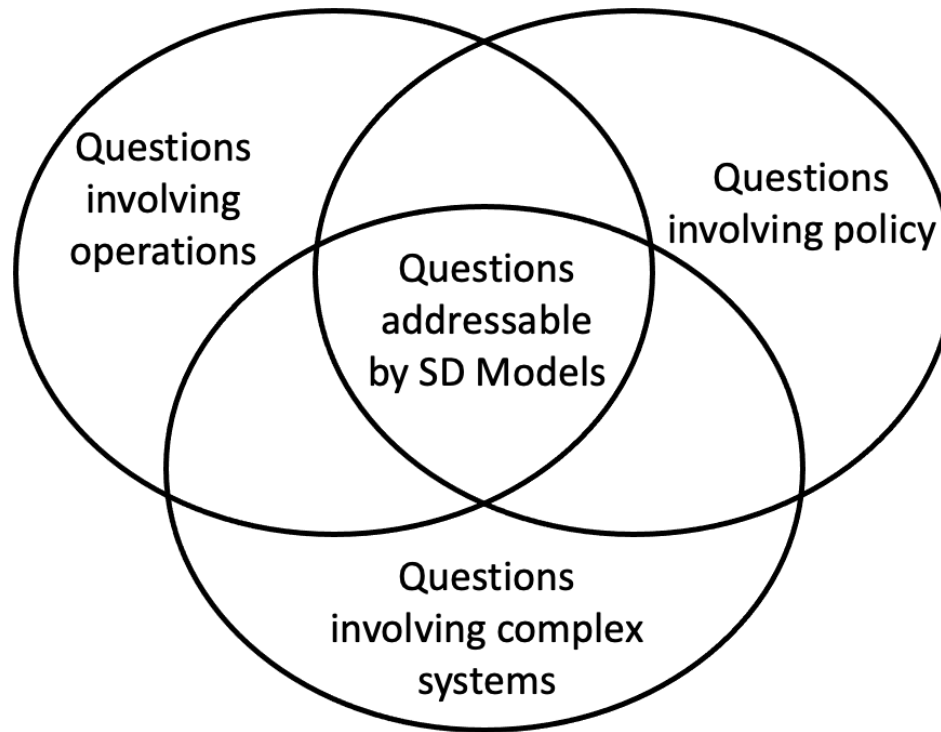 Questions
involving
operations
Questions
involving policy
Questions
addressable
by SD Models
Questions
involving complex
systems